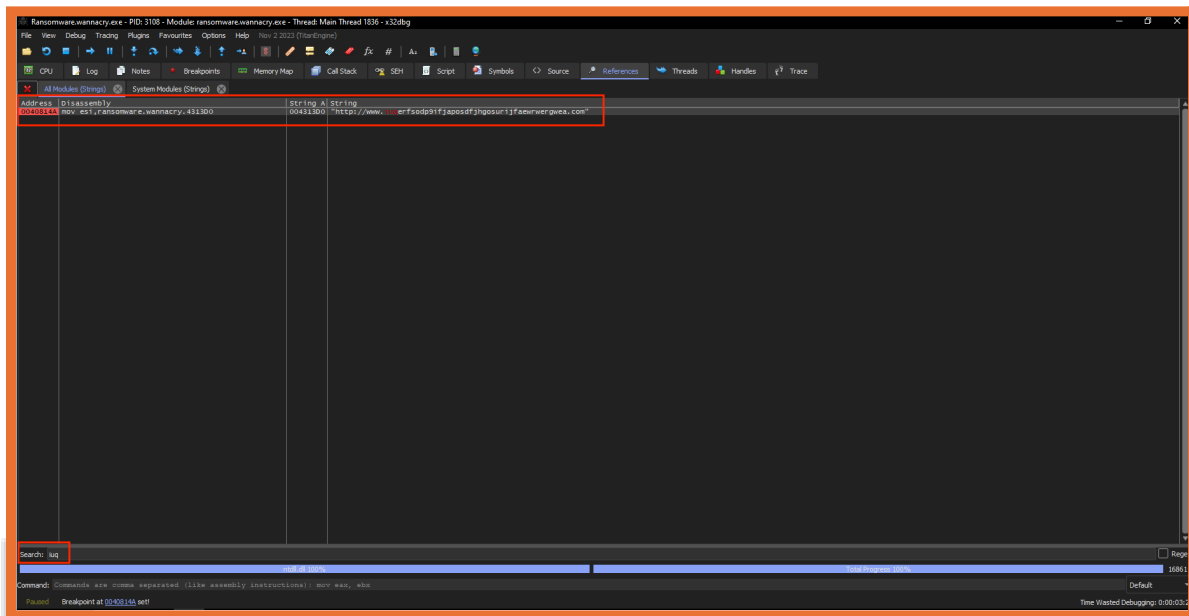 Ransomware.wannacry.exe - PID: 3108 - Module: ransomware.wannacry.exe - Thread: Main Thread 1836 - x32dbg
File View Debug Tracing Plugins Favourites Options Help Nov 2 2023 (TitanEngine)
CPU Log Notes Breakpoints Memory Map Call Stack SEH Script Symbols Source References Threads Handles Trace
All Modules (Strings) System Modules (Strings)
Address Disassembly String A String
0040814A mov esi,ransomware.wannacry.4313D0 004313D0 "http://www.iuqerfsodp9ifjaposdfjhgosurijfaewrwergwea.com"
Search: iuq Rege
ntdll.dll 100% Total Progress 100% 16861
Command: Commands are comma separated (like assembly instructions): mov eax, ebx Default
Paused Breakpoint at 0040814A set! Time Wasted Debugging: 0:00:03:2